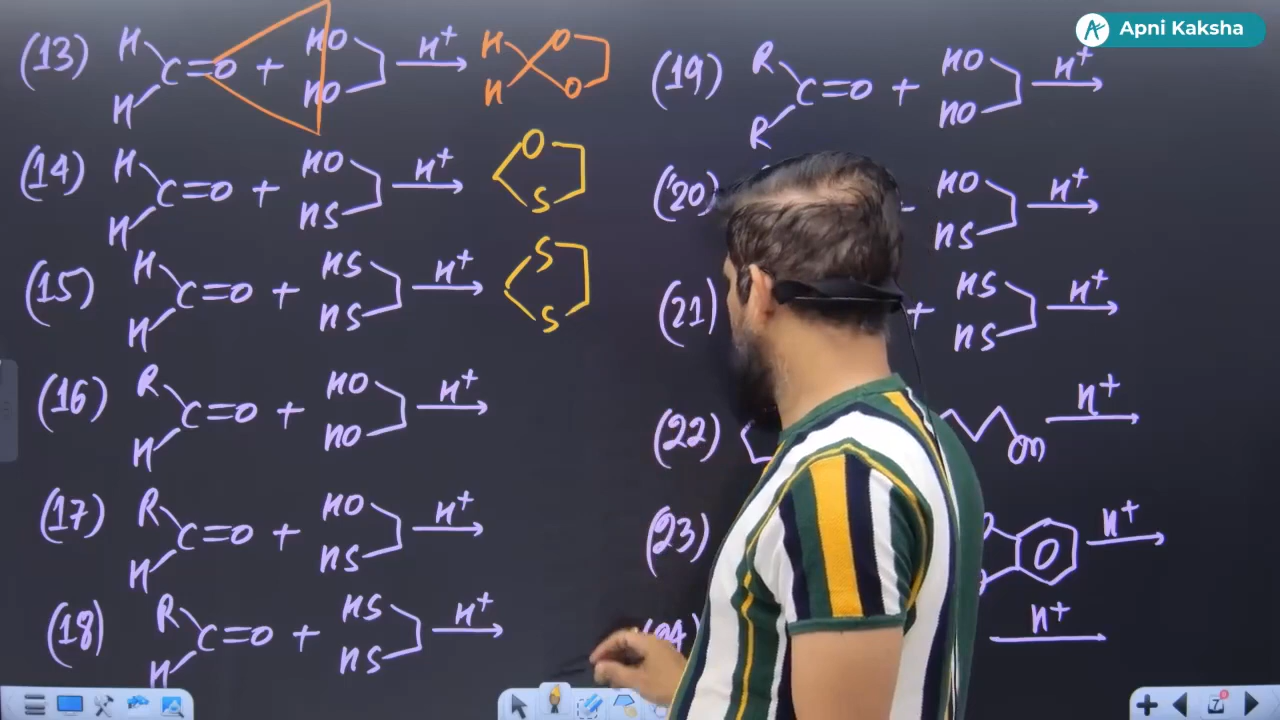 Apni Kaksha
(13) H H C=O + HO HO H+ → H H O O
(14) H H C=O + HO HS H+ → O S
(15) H H C=O + HS HS H+ → S S
(16) R H C=O + HO HO H+ →
(17) R H C=O + HO HS H+ →
(18) R H C=O + HS HS H+ →
(19) R R C=O + HO HO H+ →
(20) HO HS H+ →
(21) + HS HS H+ →
(22) OH H+ →
(23) H+ →
H+ →